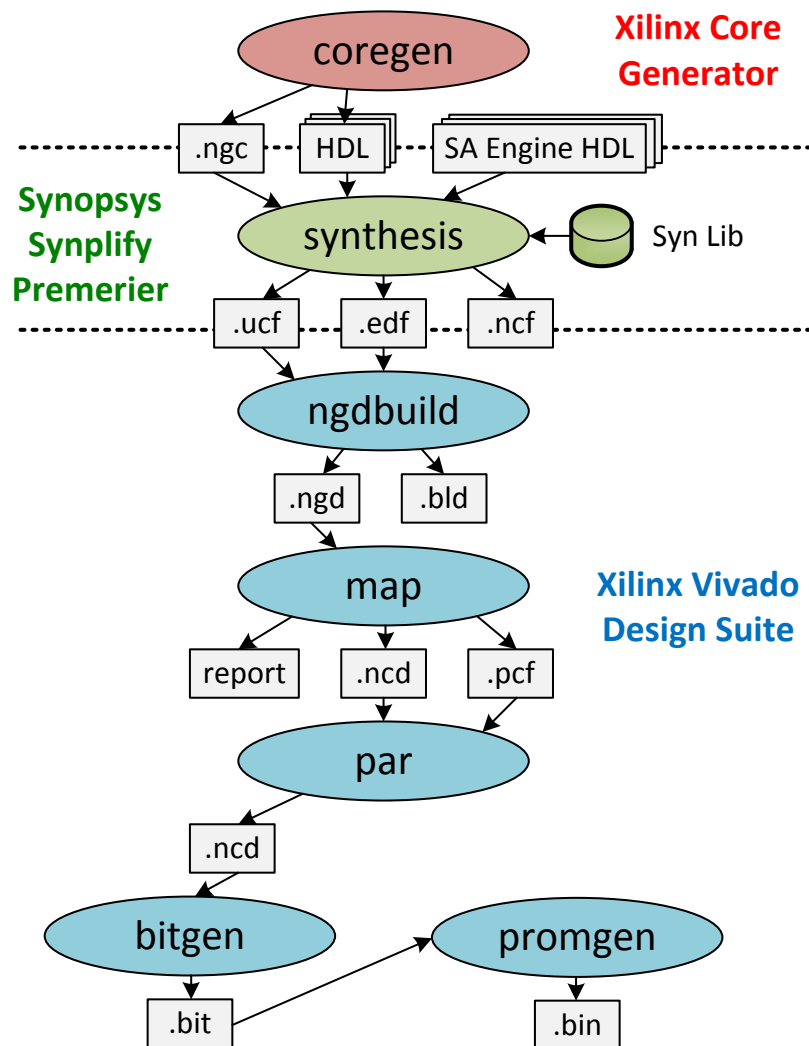 coregen
Xilinx Core
Generator
.ngc
HDL
SA Engine HDL
Synopsys
Synplify
Premerier
synthesis
Syn Lib
.ucf
.edf
.ncf
ngdbuild
.ngd
.bld
map
Xilinx Vivado
Design Suite
report
.ncd
.pcf
par
.ncd
bitgen
promgen
.bit
.bin